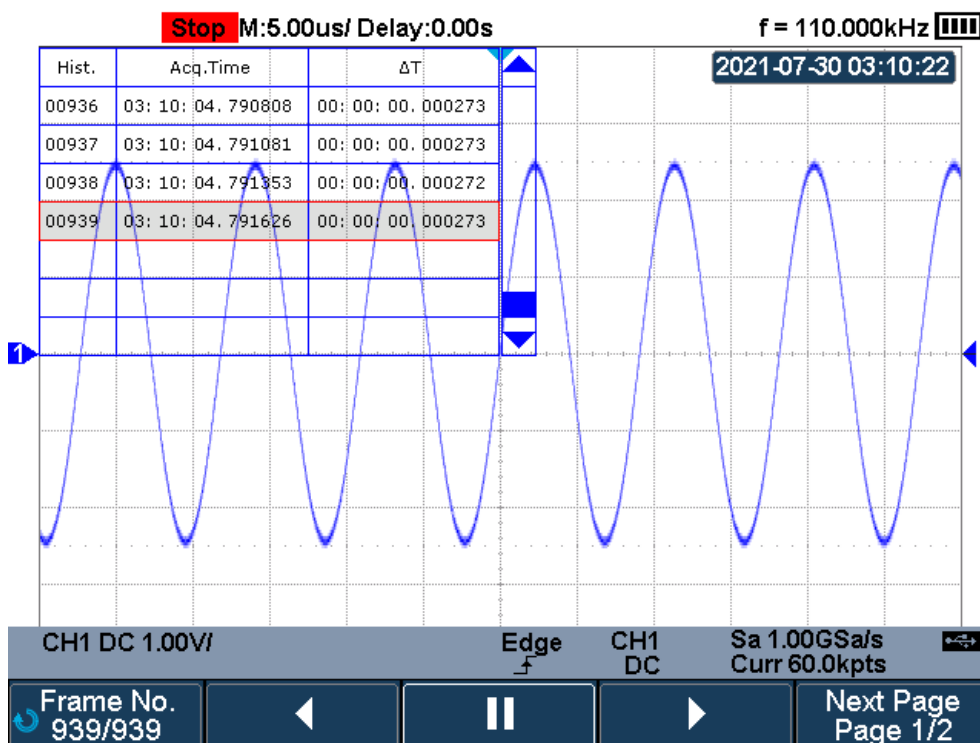 Stop M:5.00us/ Delay:0.00s f = 110.000kHz
2021-07-30 03:10:22
Hist. Acq.Time ΔT
00936 03: 10: 04. 790808 00: 00: 00. 000273
00937 03: 10: 04. 791081 00: 00: 00. 000273
00938 03: 10: 04. 791353 00: 00: 00. 000272
00939 03: 10: 04. 791626 00: 00: 00. 000273
1
CH1 DC 1.00V/ Edge CH1 Sa 1.00GSa/s
DC Curr 60.0kpts
Frame No. Next Page
939/939 Page 1/2